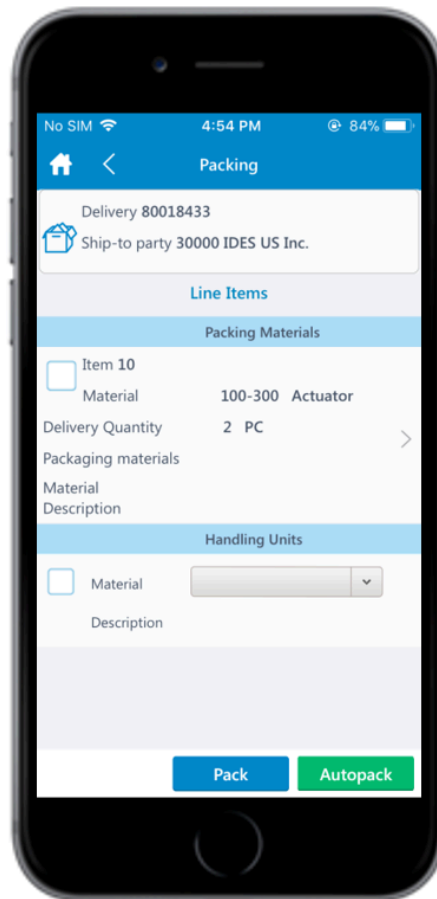 No SIM 4:54 PM 84%
Packing
Delivery 80018433
Ship-to party 30000 IDES US Inc.
Line Items
Packing Materials
Item 10
Material 100-300 Actuator
Delivery Quantity 2 PC
Packaging materials
Material
Description
Handling Units
Material
Description
Pack Autopack